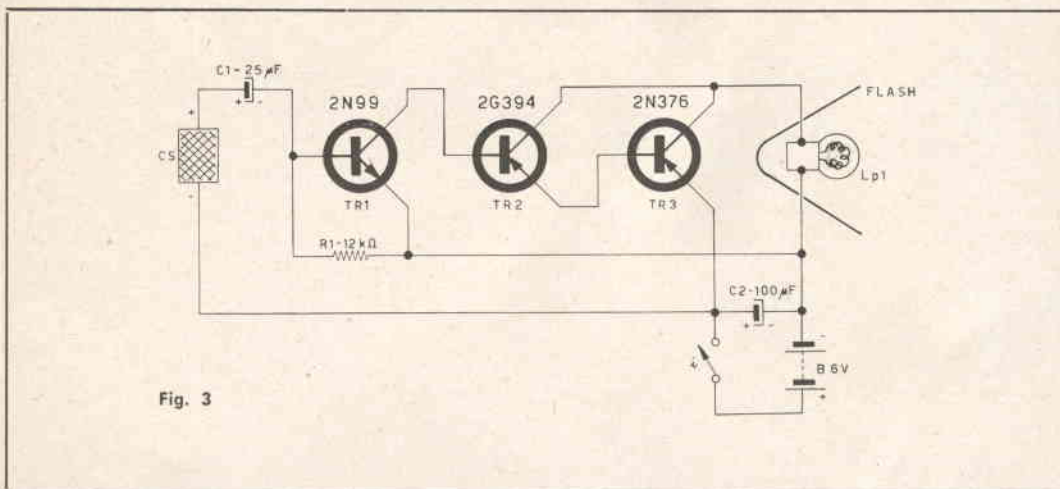 C1-25µF
+ -
2N99
2G394
2N376
FLASH
+
CS
-
TR1
TR2
TR3
Lp1
R1-12kΩ
C2-100µF
+ -
-
B 6V
+
Fig. 3